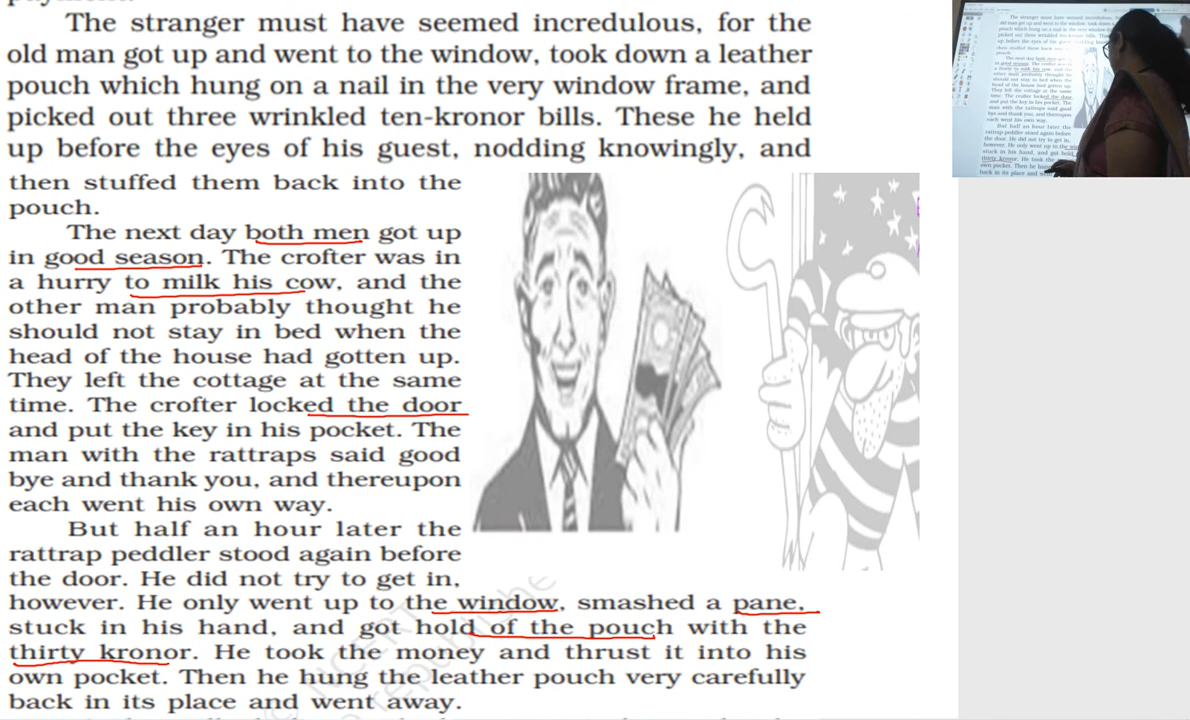 The stranger must have seemed incredulous, for the
old man got up and went to the window, took down a leather
pouch which hung on a nail in the very window frame, and
picked out three wrinkled ten-kronor bills. These he held
up before the eyes of his guest, nodding knowingly, and
then stuffed them back into the
pouch.
The next day both men got up
in good season. The crofter was in
a hurry to milk his cow, and the
other man probably thought he
should not stay in bed when the
head of the house had gotten up.
They left the cottage at the same
time. The crofter locked the door
and put the key in his pocket. The
man with the rattraps said good
bye and thank you, and thereupon
each went his own way.
But half an hour later the
rattrap peddler stood again before
the door. He did not try to get in,
however. He only went up to the window, smashed a pane,
stuck in his hand, and got hold of the pouch with the
thirty kronor. He took the money and thrust it into his
own pocket. Then he hung the leather pouch very carefully
back in its place and went away.